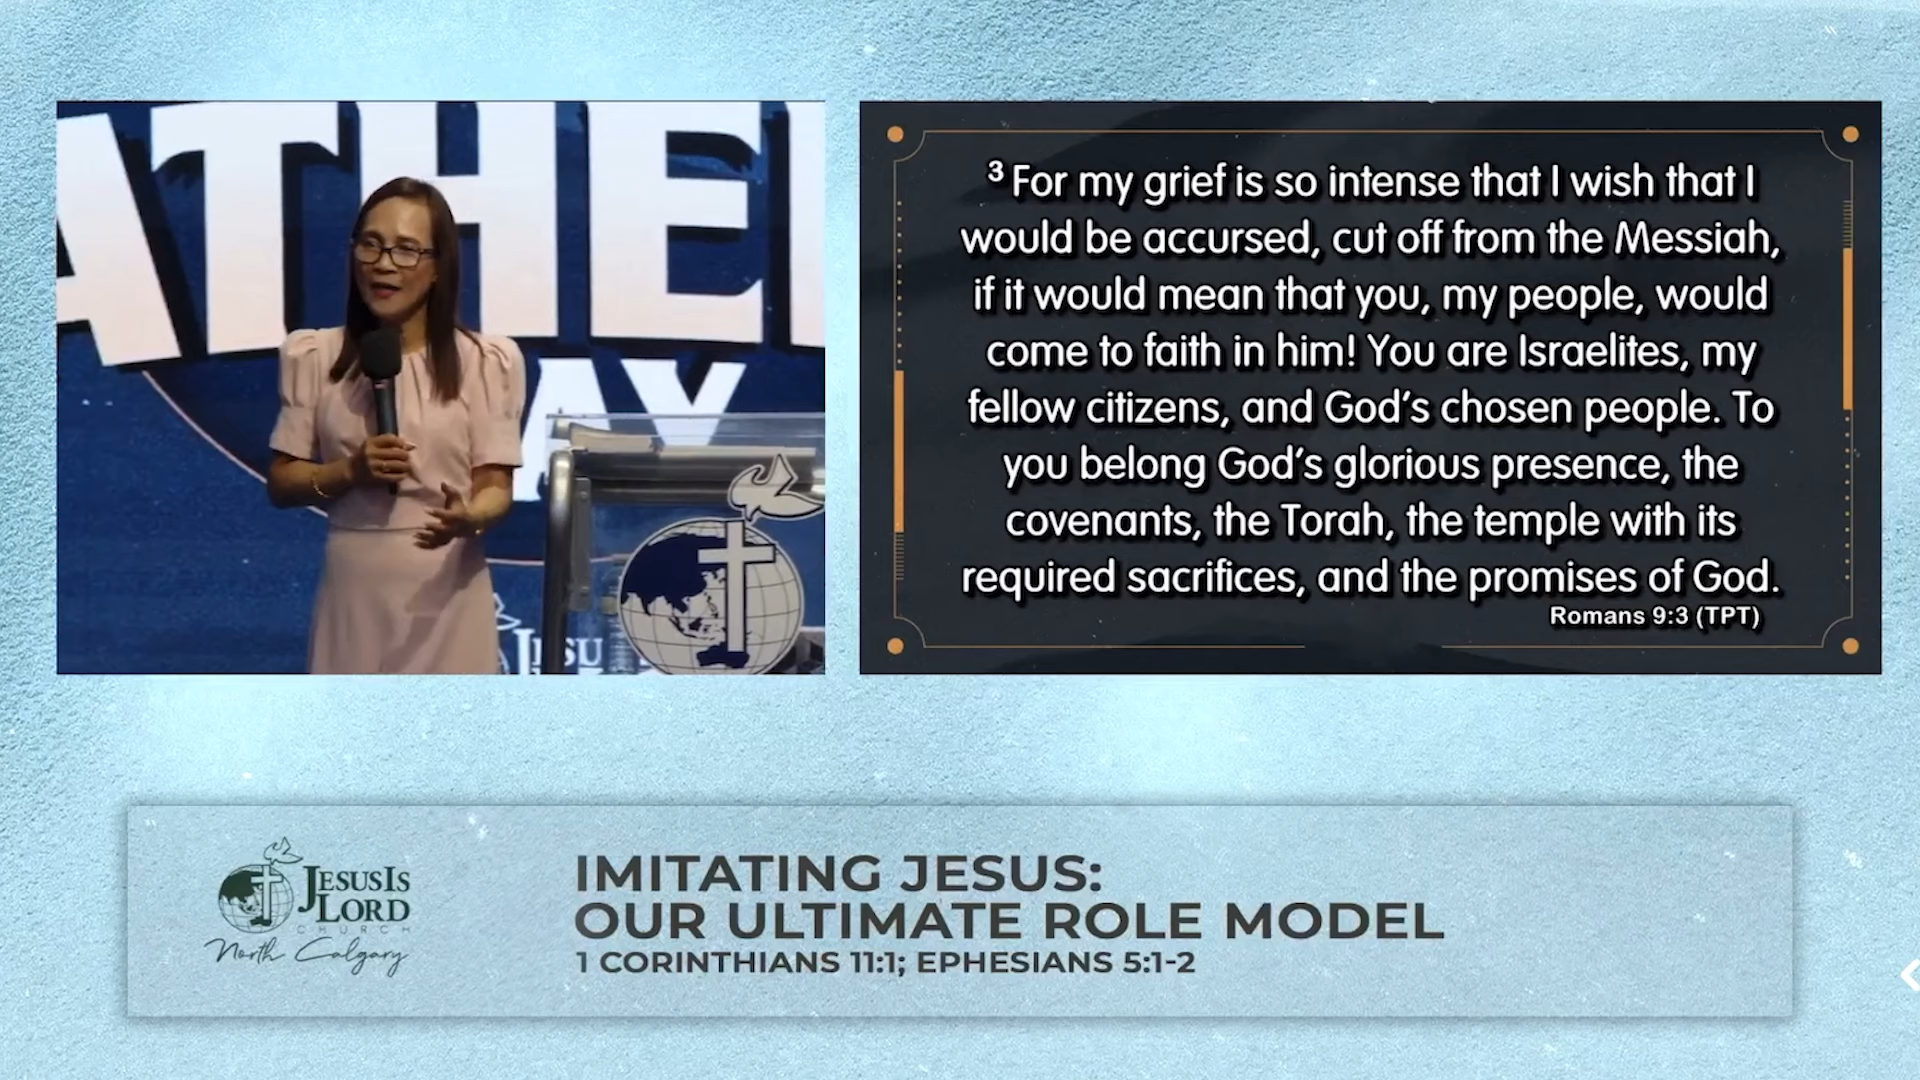 ATHE
AY
JESU
3 For my grief is so intense that I wish that I
would be accursed, cut off from the Messiah,
if it would mean that you, my people, would
come to faith in him! You are Israelites, my
fellow citizens, and God's chosen people. To
you belong God's glorious presence, the
covenants, the Torah, the temple with its
required sacrifices, and the promises of God.
Romans 9:3 (TPT)
JESUS IS
LORD
CHURCH
North Calgary
IMITATING JESUS:
OUR ULTIMATE ROLE MODEL
1 CORINTHIANS 11:1; EPHESIANS 5:1-2